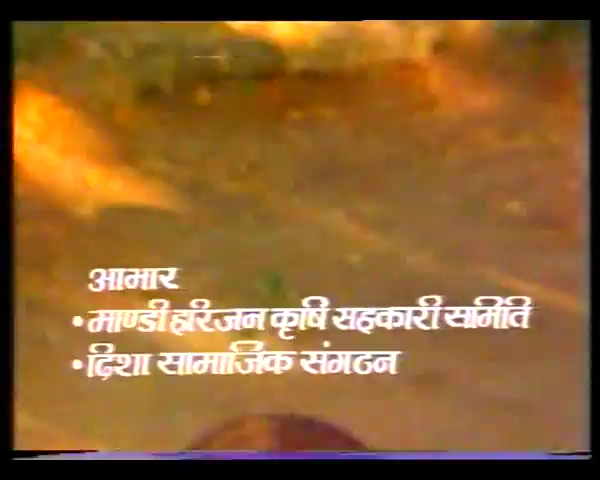 आभार
• माण्डी हरिजन कृषि सहकारी समिति
• दिशा सामाजिक संगठन